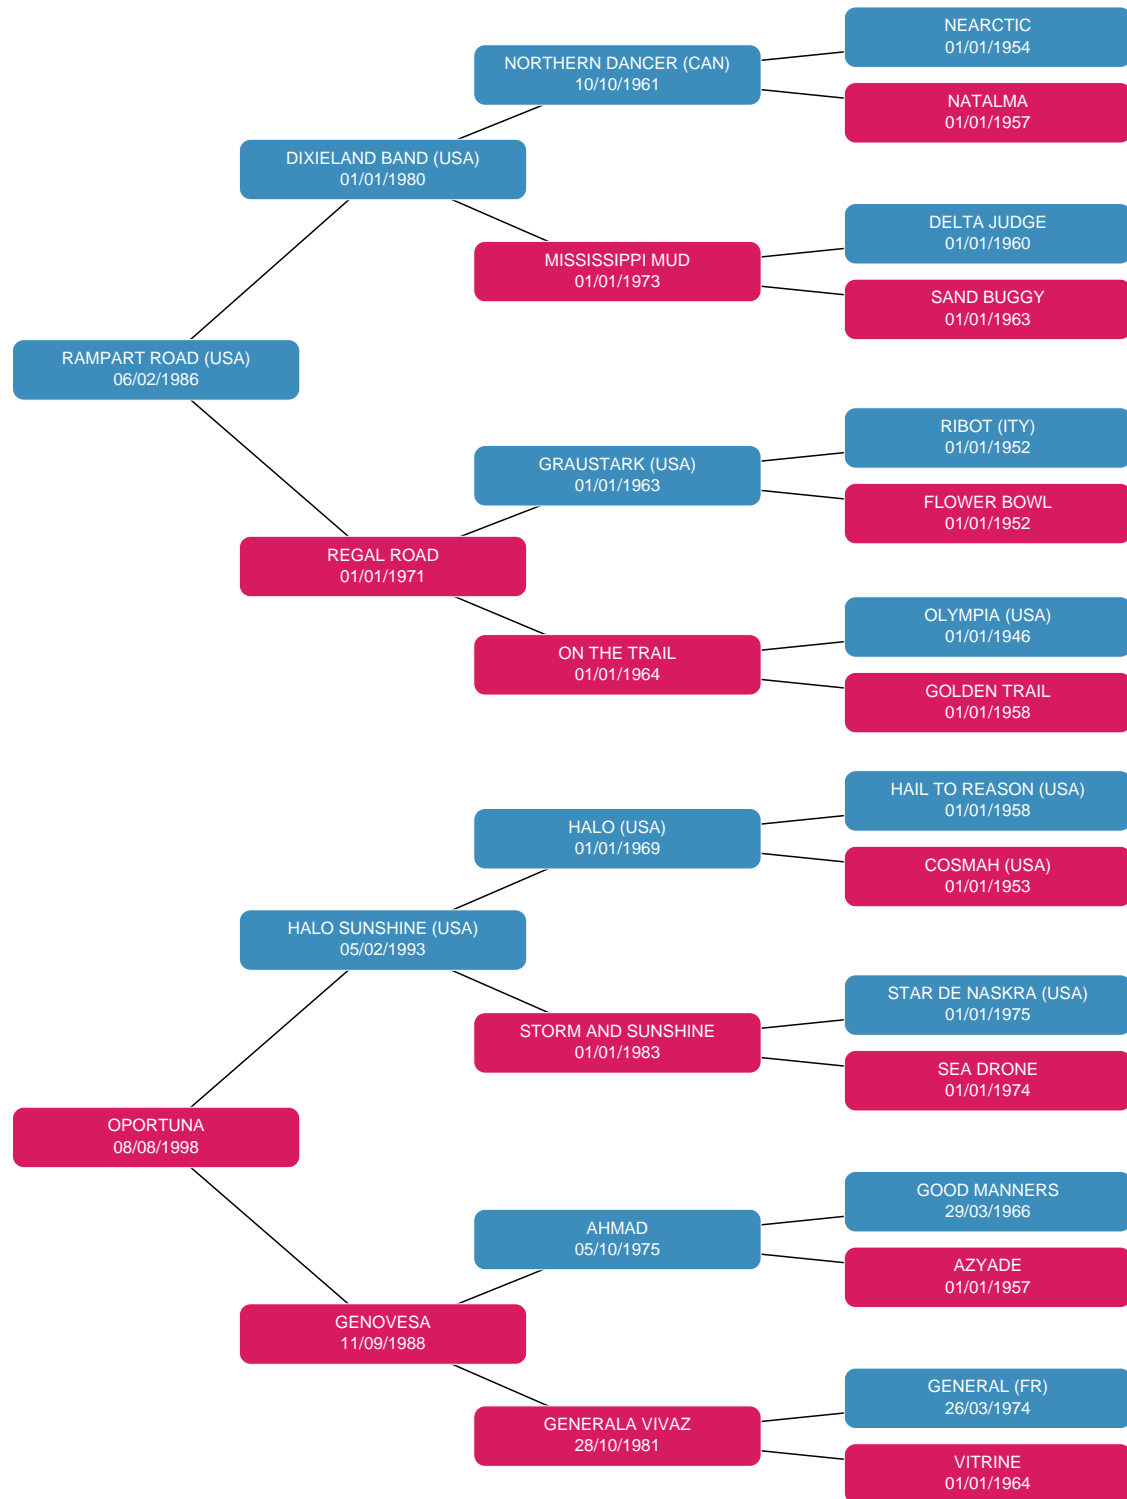 NEARCTIC
01/01/1954
NORTHERN DANCER (CAN)
10/10/1961
NATALMA
01/01/1957
DIXIELAND BAND (USA)
01/01/1980
DELTA JUDGE
01/01/1960
MISSISSIPPI MUD
01/01/1973
SAND BUGGY
01/01/1963
RAMPART ROAD (USA)
06/02/1986
RIBOT (ITY)
01/01/1952
GRAUSTARK (USA)
01/01/1963
FLOWER BOWL
01/01/1952
REGAL ROAD
01/01/1971
OLYMPIA (USA)
01/01/1946
ON THE TRAIL
01/01/1964
GOLDEN TRAIL
01/01/1958
HAIL TO REASON (USA)
01/01/1958
HALO (USA)
01/01/1969
COSMAH (USA)
01/01/1953
HALO SUNSHINE (USA)
05/02/1993
STAR DE NASKRA (USA)
01/01/1975
STORM AND SUNSHINE
01/01/1983
SEA DRONE
01/01/1974
OPORTUNA
08/08/1998
GOOD MANNERS
29/03/1966
AHMAD
05/10/1975
AZYADE
01/01/1957
GENOVESA
11/09/1988
GENERAL (FR)
26/03/1974
GENERALA VIVAZ
28/10/1981
VITRINE
01/01/1964